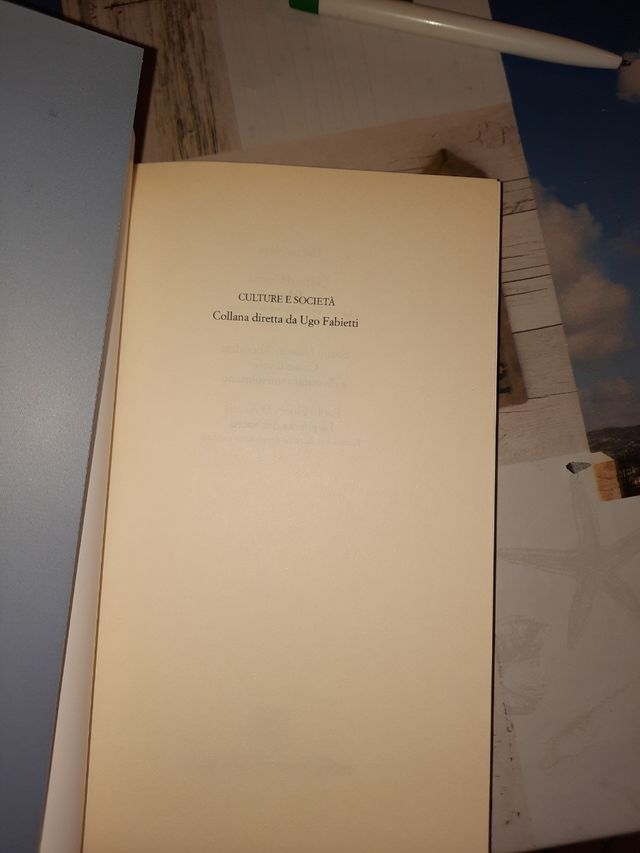 CULTURE E SOCIETÀ
Collana diretta da Ugo Fabietti